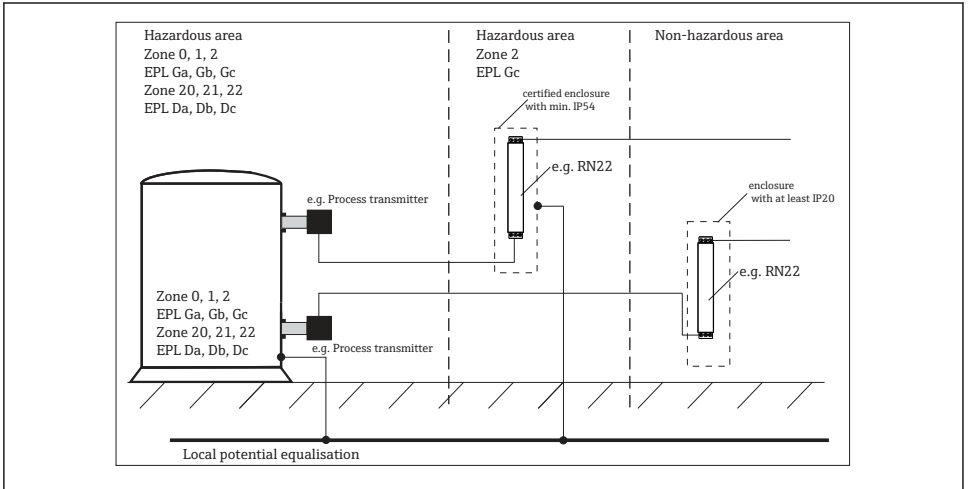 Hazardous area
Zone 0, 1, 2
EPL Ga, Gb, Gc
Zone 20, 21, 22
EPL Da, Db, Dc
Hazardous area
Zone 2
EPL Gc
Non-hazardous area
certified enclosure
with min. IP54
e.g. RN22
enclosure
with at least IP20
e.g. RN22
e.g. Process transmitter
Zone 0, 1, 2
EPL Ga, Gb, Gc
Zone 20, 21, 22
EPL Da, Db, Dc
e.g. Process transmitter
Local potential equalisation